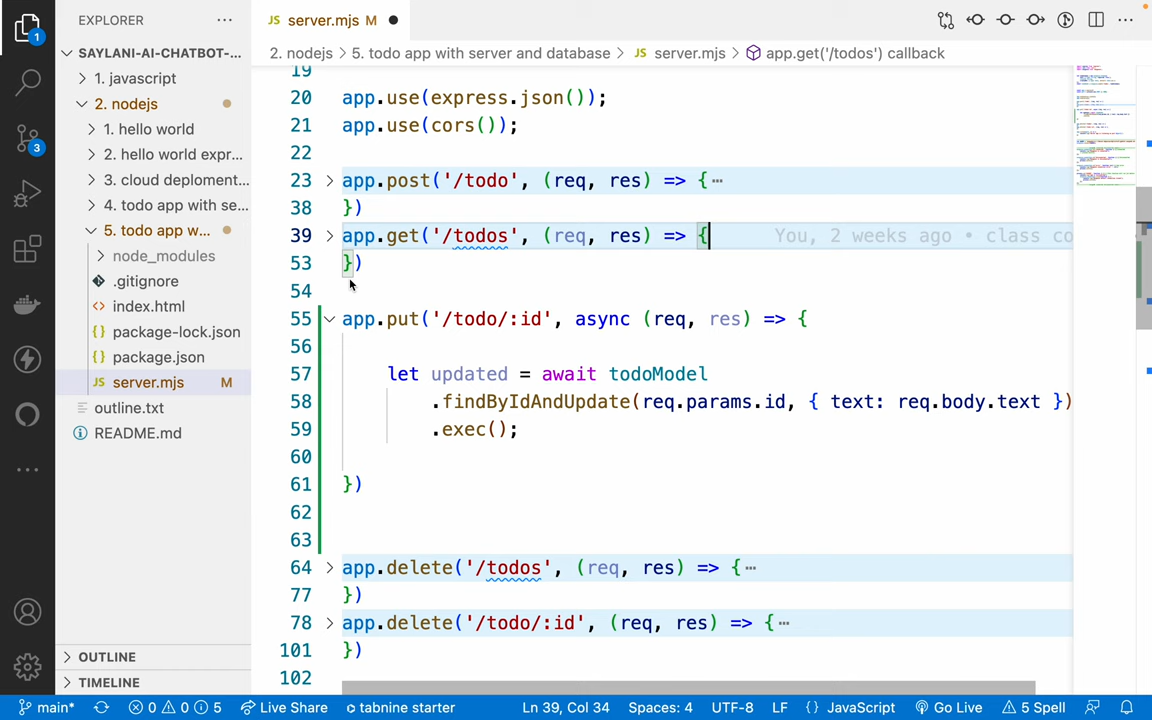 EXPLORER
SAYLANI-AI-CHATBOT-...
1. javascript
2. nodejs
1. hello world
2. hello world expr...
3. cloud deploment...
4. todo app with se...
5. todo app w...
node_modules
.gitignore
index.html
package-lock.json
package.json
JS server.mjs M
outline.txt
README.md
OUTLINE
TIMELINE
1
3
JS server.mjs M
2. nodejs > 5. todo app with server and database > JS server.mjs > app.get('/todos') callback
19
20 app.use(express.json());
21 app.use(cors());
22
23 app.post('/todo', (req, res) => {…
38 })
39 app.get('/todos', (req, res) => { You, 2 weeks ago • class co
53 })
54
55 app.put('/todo/:id', async (req, res) => {
56
57 let updated = await todoModel
58 .findByIdAndUpdate(req.params.id, { text: req.body.text })
59 .exec();
60
61 })
62
63
64 app.delete('/todos', (req, res) => {…
77 })
78 app.delete('/todo/:id', (req, res) => {…
101 })
102
main* 0 0 5 Live Share tabnine starter Ln 39, Col 34 Spaces: 4 UTF-8 LF {} JavaScript Go Live 5 Spell